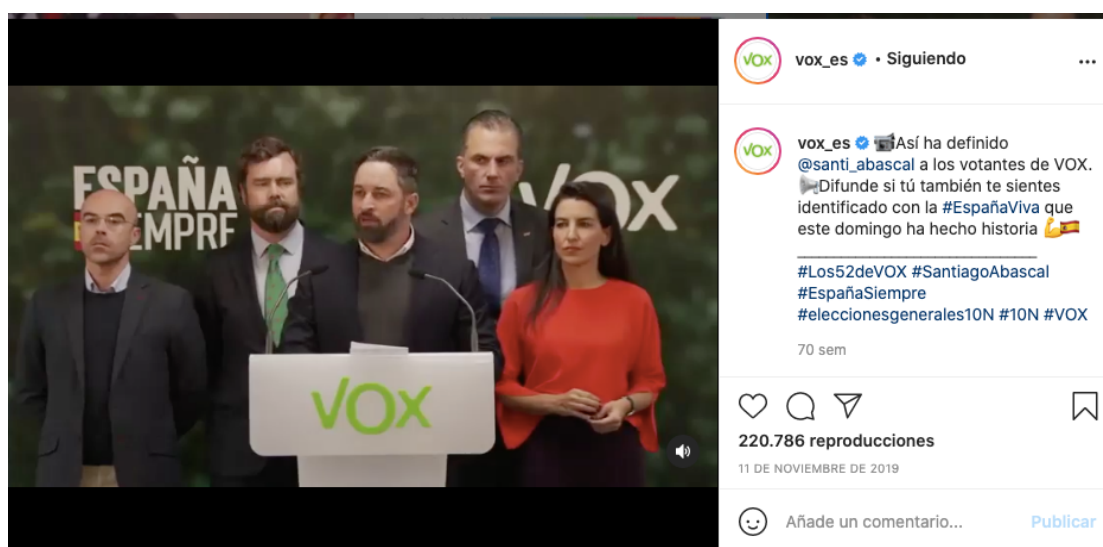 ESPAÑA
SIEMPRE
VOX
VOX
VOX
vox_es • Siguiendo
VOX
vox_es Así ha definido
@santi_abascal a los votantes de VOX.
Difunde si tú también te sientes
identificado con la #EspañaViva que
este domingo ha hecho historia
#Los52deVOX #SantiagoAbascal
#EspañaSiempre
#eleccionesgenerales10N #10N #VOX
70 sem
220.786 reproducciones
11 DE NOVIEMBRE DE 2019
Añade un comentario...
Publicar